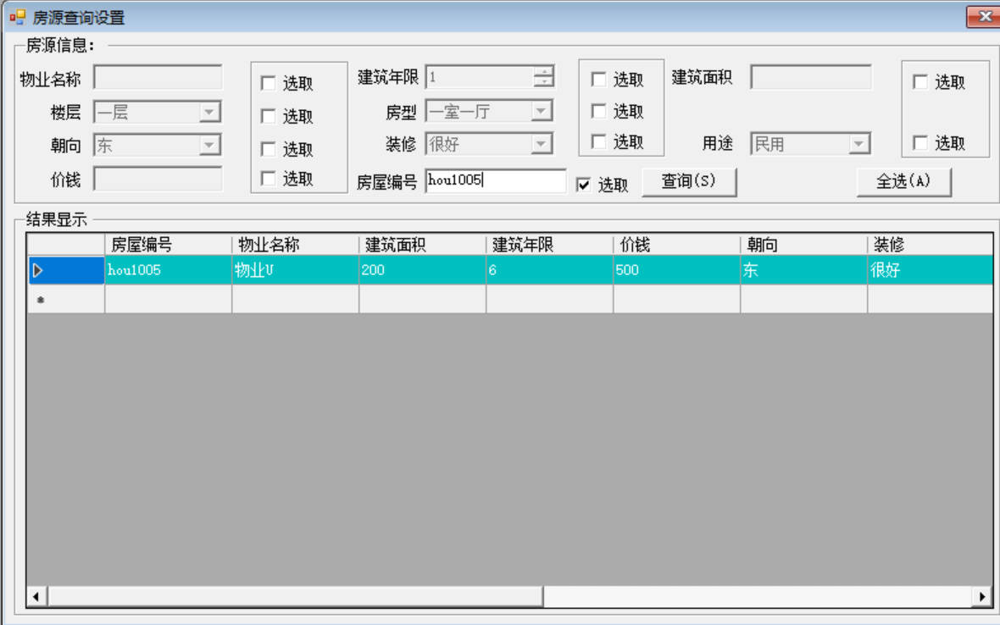 房源查询设置
房源信息：
物业名称 选取 建筑年限 1 选取 建筑面积 选取
楼层 一层 选取 房型 一室一厅 选取
朝向 东 选取 装修 很好 选取 用途 民用 选取
价钱 选取 房屋编号 hou1005 选取 查询(S) 全选(A)
结果显示
房屋编号 物业名称 建筑面积 建筑年限 价钱 朝向 装修
hou1005 物业U 200 6 500 东 很好